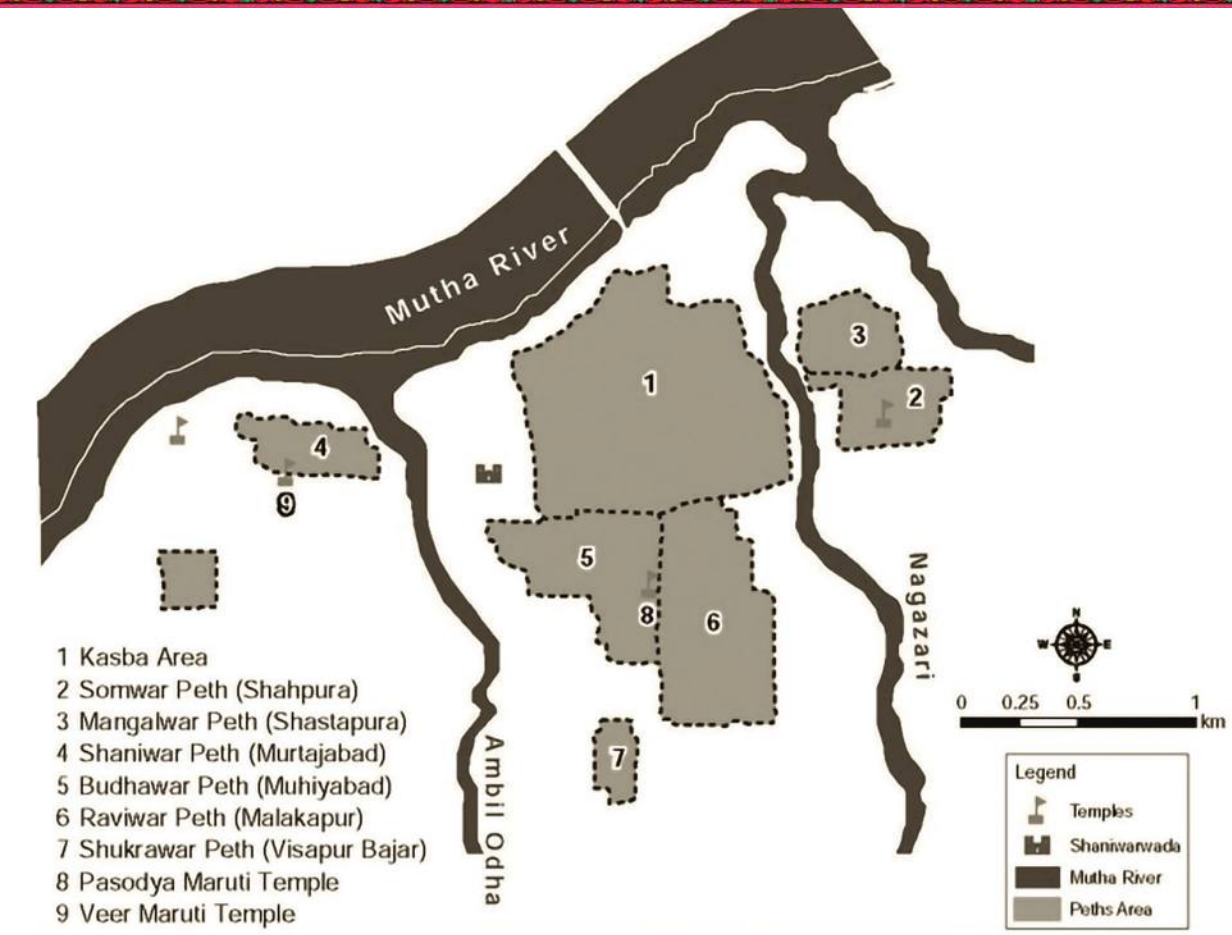 Mutha River
1
3
2
4
9
5
8
6
7
Nagazari
Ambil Odha
1 Kasba Area
2 Somwar Peth (Shahpura)
3 Mangalwar Peth (Shastapura)
4 Shaniwar Peth (Murtajabad)
5 Budhawar Peth (Muhiyabad)
6 Raviwar Peth (Malakapur)
7 Shukrawar Peth (Visapur Bajar)
8 Pasodya Maruti Temple
9 Veer Maruti Temple
N
W E
S
0 0.25 0.5 1
km
Legend
Temples
Shaniwarwada
Mutha River
Peths Area